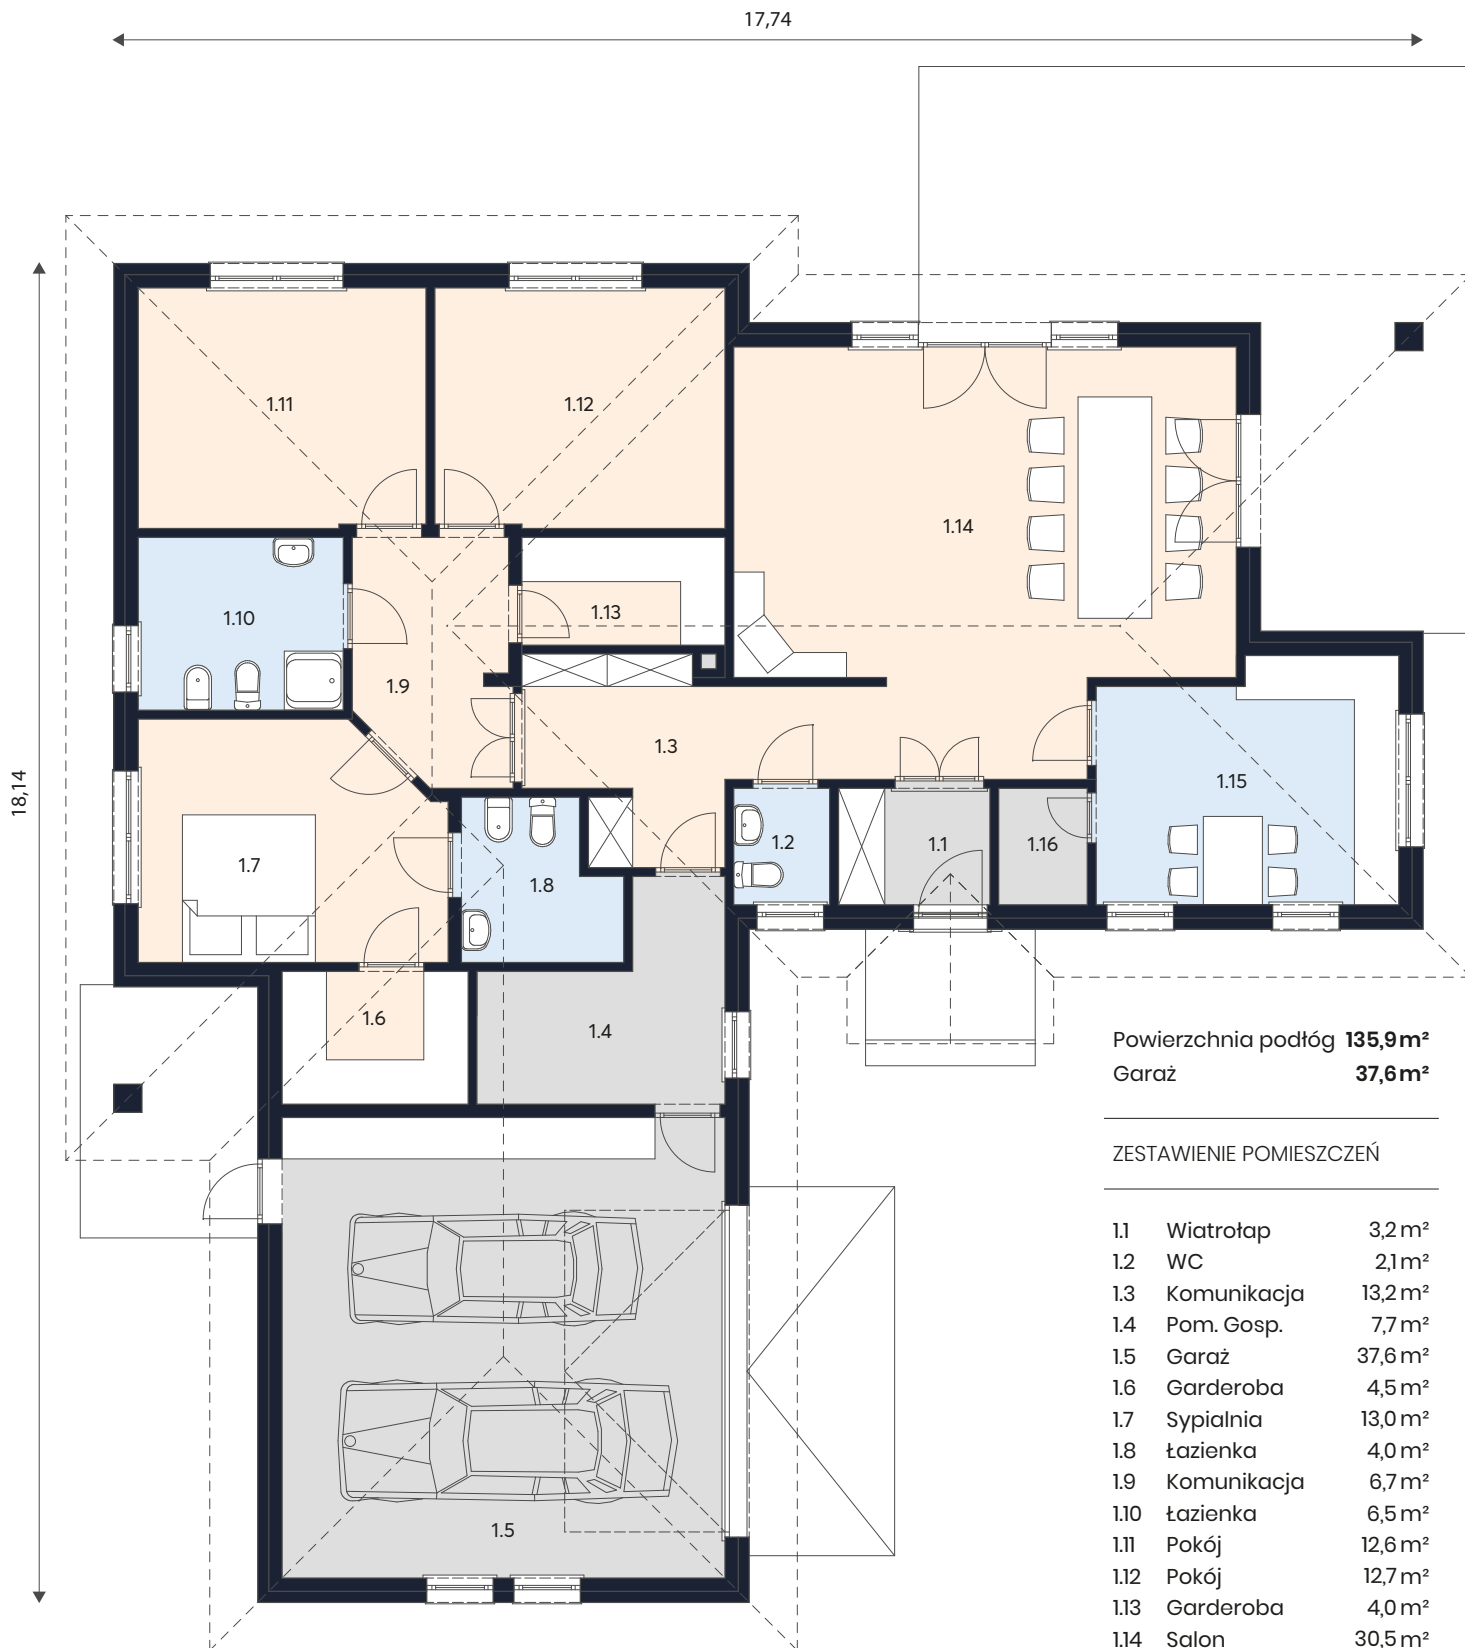 17,74
18,14
1.11
1.12
1.14
1.10
1.13
1.9
1.3
1.15
1.7
1.8
1.2
1.1
1.16
1.6
1.4
1.5
Powierzchnia podłóg 135,9 m²
Garaż 37,6 m²
ZESTAWIENIE POMIESZCZEŃ
1.1 Wiatrołap 3,2 m²
1.2 WC 2,1 m²
1.3 Komunikacja 13,2 m²
1.4 Pom. Gosp. 7,7 m²
1.5 Garaż 37,6 m²
1.6 Garderoba 4,5 m²
1.7 Sypialnia 13,0 m²
1.8 Łazienka 4,0 m²
1.9 Komunikacja 6,7 m²
1.10 Łazienka 6,5 m²
1.11 Pokój 12,6 m²
1.12 Pokój 12,7 m²
1.13 Garderoba 4,0 m²
1.14 Salon 30,5 m²